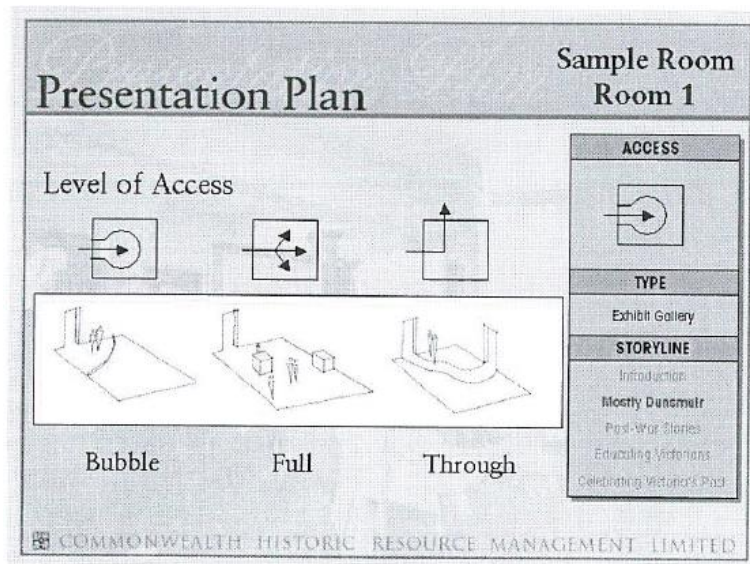 Presentation Plan
Sample Room
Room 1
Level of Access
Bubble
Full
Through
ACCESS
TYPE
Exhibit Gallery
STORYLINE
Introduction
Mostly Dunsmuir
Post-War Stories
Educating Victorians
Celebrating Victoria's Past
COMMONWEALTH HISTORIC RESOURCE MANAGEMENT LIMITED